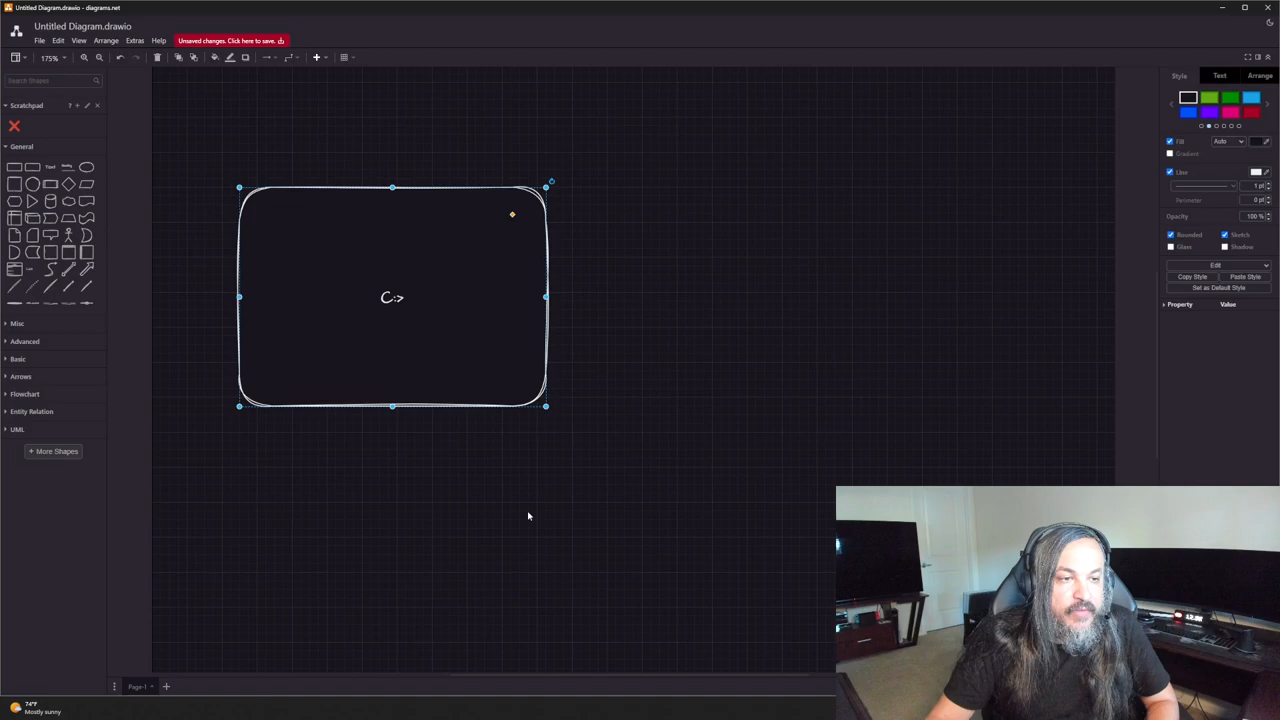 Untitled Diagram.drawio - diagrams.net
Untitled Diagram.drawio
File Edit View Arrange Extras Help Unsaved changes. Click here to save.
175%
Search Shapes
Scratchpad
General
Misc
Advanced
Basic
Arrows
Flowchart
Entity Relation
UML
+ More Shapes
C:>
Style Text Arrange
Fill Auto
Gradient
Line
1 pt
Perimeter 0 pt
Opacity 100 %
Rounded Sketch
Glass Shadow
Edit
Copy Style Paste Style
Set as Default Style
Property Value
Page-1
74°F
Mostly sunny